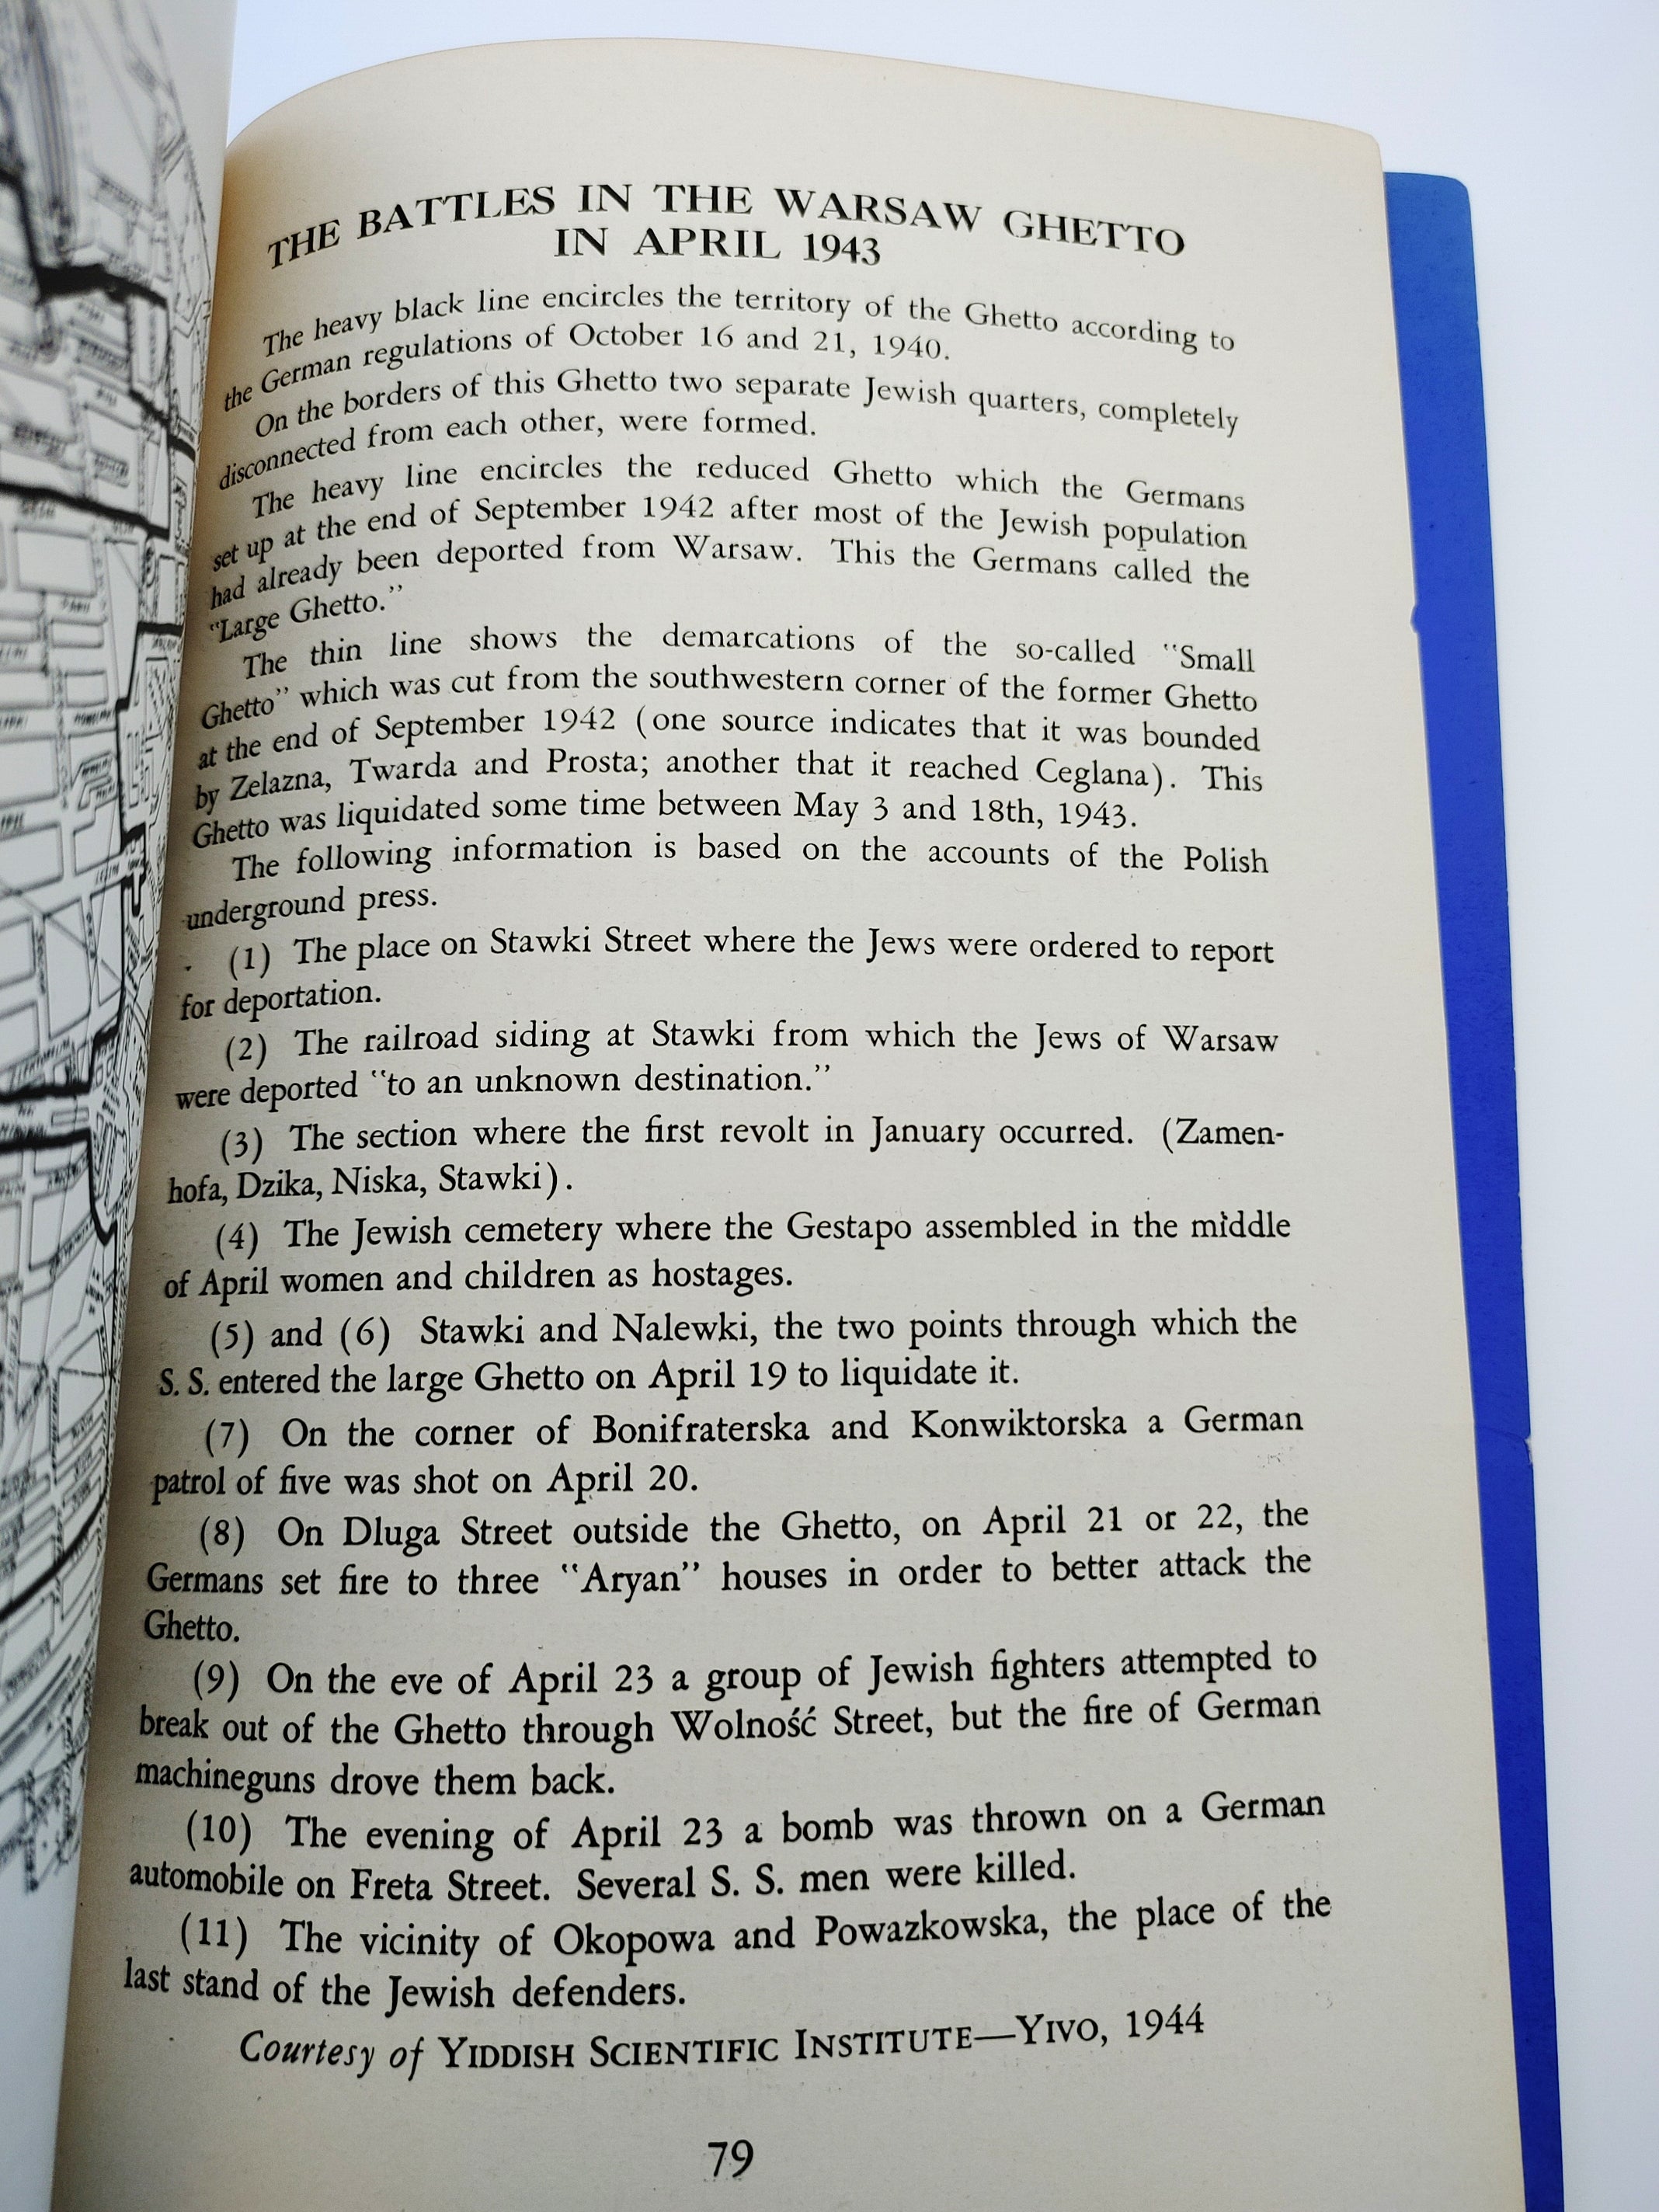 THE BATTLES IN THE WARSAW GHETTO
IN APRIL 1943
The heavy black line encircles the territory of the Ghetto according to
the German regulations of October 16 and 21, 1940.
On the borders of this Ghetto two separate Jewish quarters, completely
disconnected from each other, were formed.
The heavy line encircles the reduced Ghetto which the Germans
set up at the end of September 1942 after most of the Jewish population
had already been deported from Warsaw. This the Germans called the
"Large Ghetto."
The thin line shows the demarcations of the so-called "Small
Ghetto" which was cut from the southwestern corner of the former Ghetto
at the end of September 1942 (one source indicates that it was bounded
by Zelazna, Twarda and Prosta; another that it reached Ceglana). This
Ghetto was liquidated some time between May 3 and 18th, 1943.
The following information is based on the accounts of the Polish
underground press.
(1) The place on Stawki Street where the Jews were ordered to report
for deportation.
(2) The railroad siding at Stawki from which the Jews of Warsaw
were deported "to an unknown destination."
(3) The section where the first revolt in January occurred. (Zamen-
hofa, Dzika, Niska, Stawki).
(4) The Jewish cemetery where the Gestapo assembled in the middle
of April women and children as hostages.
(5) and (6) Stawki and Nalewki, the two points through which the
S. S. entered the large Ghetto on April 19 to liquidate it.
(7) On the corner of Bonifraterska and Konwiktorska a German
patrol of five was shot on April 20.
(8) On Dluga Street outside the Ghetto, on April 21 or 22, the
Germans set fire to three "Aryan" houses in order to better attack the
Ghetto.
(9) On the eve of April 23 a group of Jewish fighters attempted to
break out of the Ghetto through Wolność Street, but the fire of German
machineguns drove them back.
(10) The evening of April 23 a bomb was thrown on a German
automobile on Freta Street. Several S. S. men were killed.
(11) The vicinity of Okopowa and Powazkowska, the place of the
last stand of the Jewish defenders.
Courtesy of YIDDISH SCIENTIFIC INSTITUTE—YIVO, 1944
79